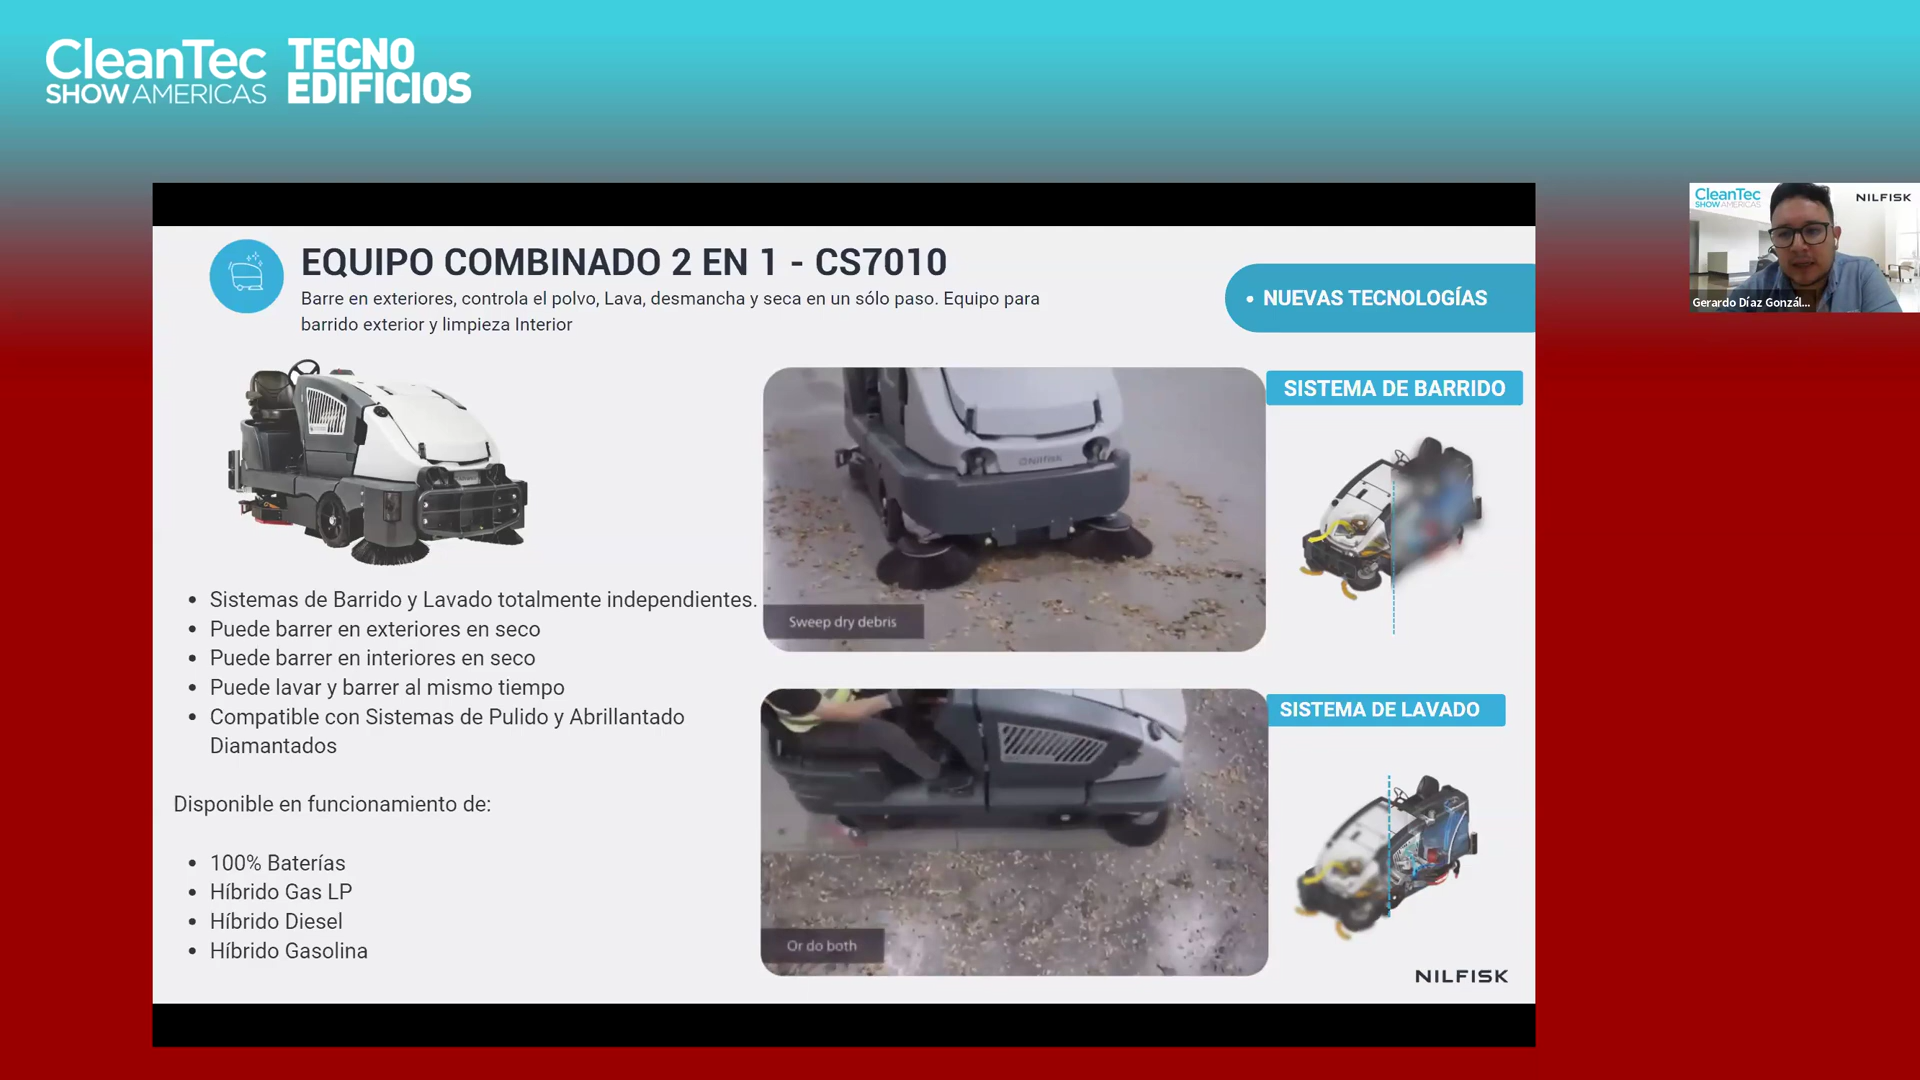 CleanTec
SHOW AMERICAS
TECNO
EDIFICIOS
CleanTec
SHOW AMERICAS
NILFISK
Gerardo Díaz Gonzál...
EQUIPO COMBINADO 2 EN 1 - CS7010
Barre en exteriores, controla el polvo, Lava, desmancha y seca en un sólo paso. Equipo para
barrido exterior y limpieza Interior
• NUEVAS TECNOLOGÍAS
SISTEMA DE BARRIDO
NILFISK
Sweep dry debris
• Sistemas de Barrido y Lavado totalmente independientes.
• Puede barrer en exteriores en seco
• Puede barrer en interiores en seco
• Puede lavar y barrer al mismo tiempo
• Compatible con Sistemas de Pulido y Abrillantado
Diamantados
Disponible en funcionamiento de:
• 100% Baterías
• Híbrido Gas LP
• Híbrido Diesel
• Híbrido Gasolina
SISTEMA DE LAVADO
Or do both
NILFISK